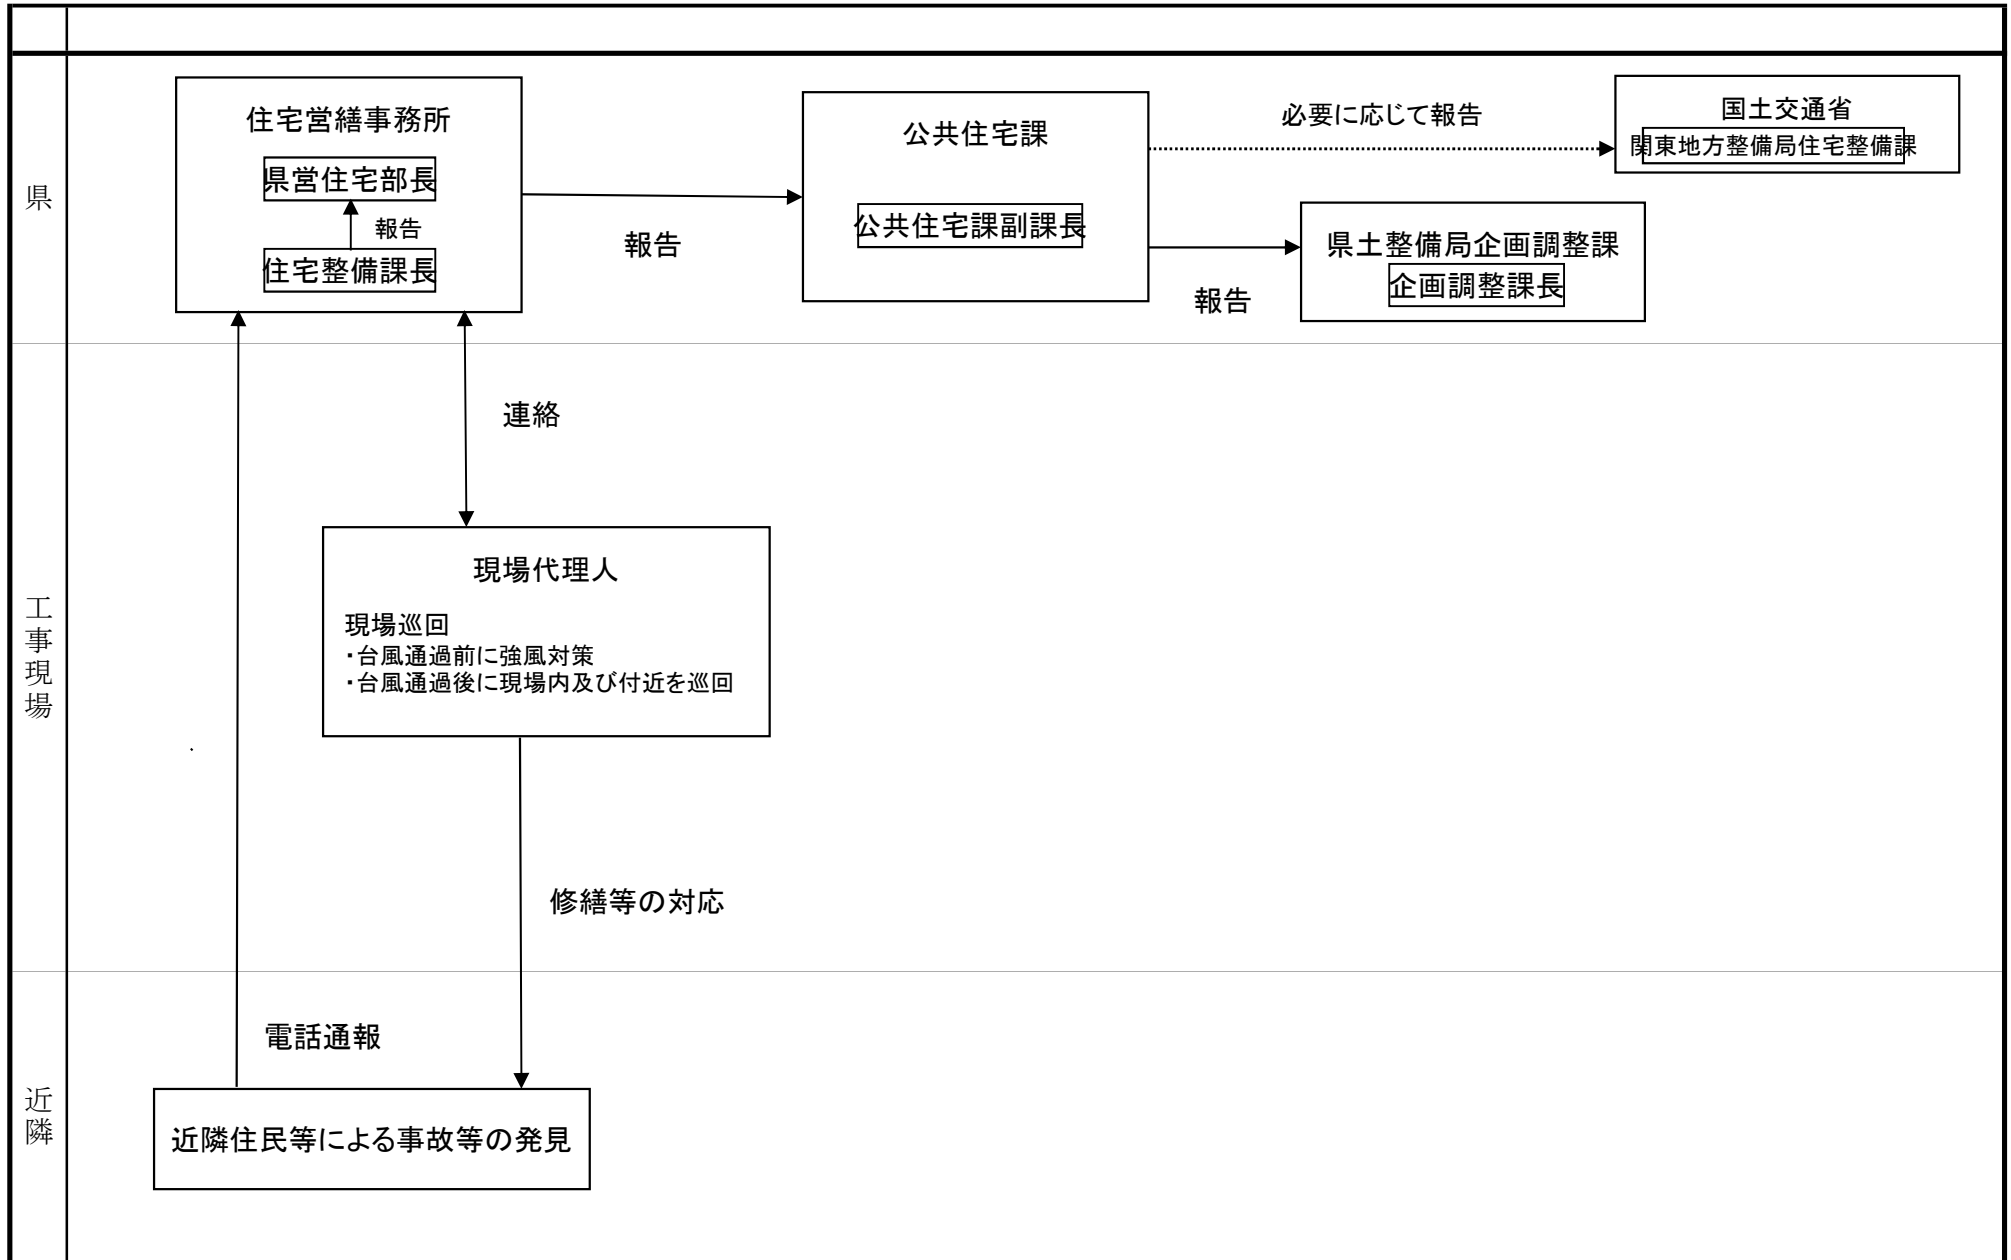 県
住宅営繕事務所
県営住宅部長
報告
住宅整備課長
報告
公共住宅課
公共住宅課副課長
必要に応じて報告
国土交通省
関東地方整備局住宅整備課
報告
県土整備局企画調整課
企画調整課長
工事現場
連絡
現場代理人
現場巡回
・台風通過前に強風対策
・台風通過後に現場内及び付近を巡回
修繕等の対応
近隣
電話通報
近隣住民等による事故等の発見